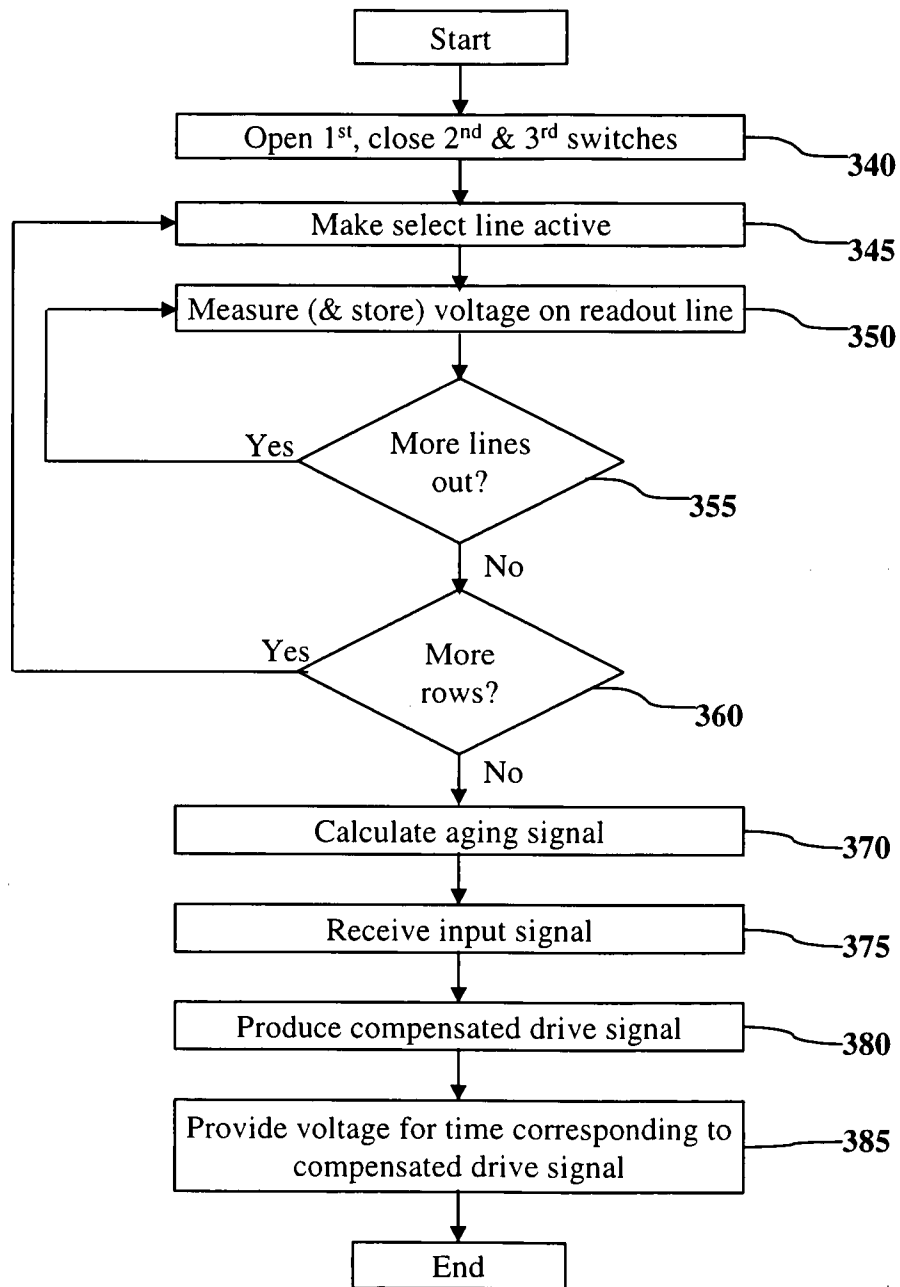 Start
Open 1st, close 2nd & 3rd switches
340
Make select line active
345
Measure (& store) voltage on readout line
350
Yes
More lines
out?
355
No
Yes
More
rows?
360
No
Calculate aging signal
370
Receive input signal
375
Produce compensated drive signal
380
Provide voltage for time corresponding to
compensated drive signal
385
End